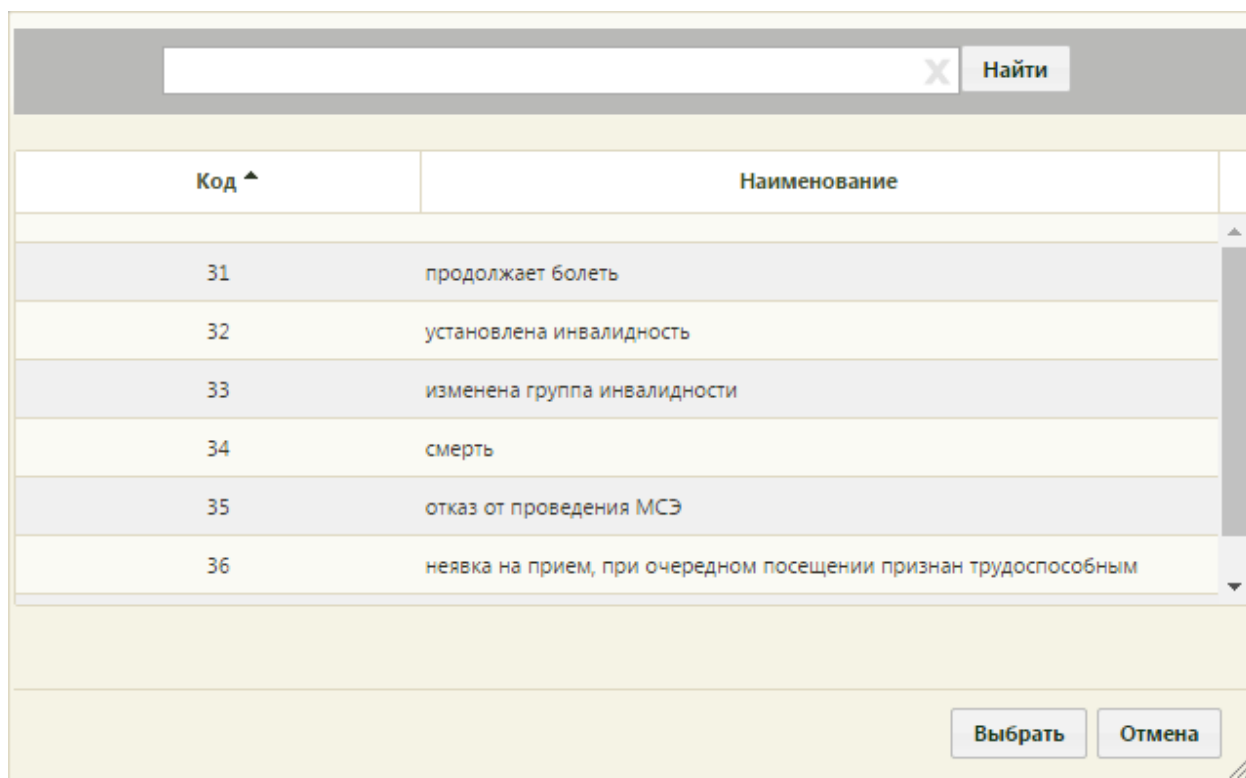 X Найти
Код Наименование
31 продолжает болеть
32 установлена инвалидность
33 изменена группа инвалидности
34 смерть
35 отказ от проведения МСЭ
36 неявка на прием, при очередном посещении признан трудоспособным
Выбрать Отмена